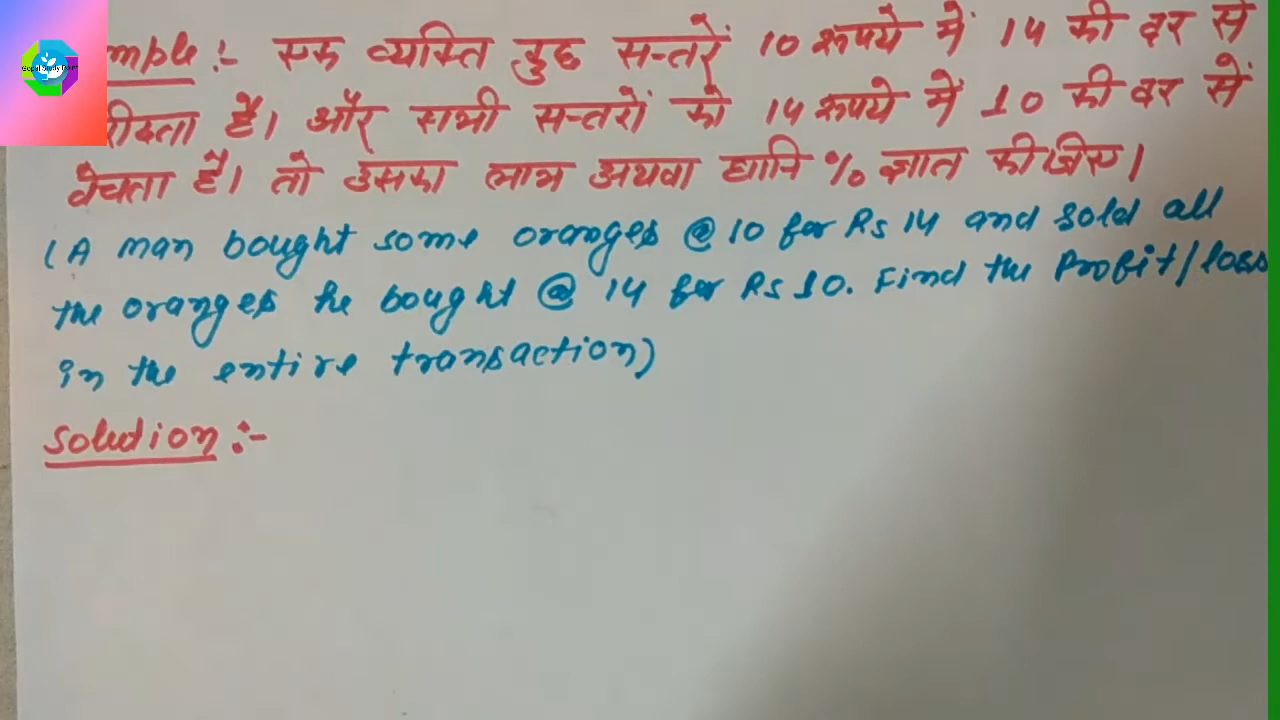 mple :- एक व्यक्ति कुछ सन्तरें 10 रूपये में 14 की दर से
रीदता है। और सभी सन्तरों को 14 रूपये में 10 की दर से
बेचता है। तो उसका लाभ अथवा हानि % ज्ञात कीजिए।
(A man bought some oranges @ 10 for Rs 14 and sold all
the oranges he bought @ 14 for Rs 10. Find the Profit/loss
in the entire transaction)
Solution :-